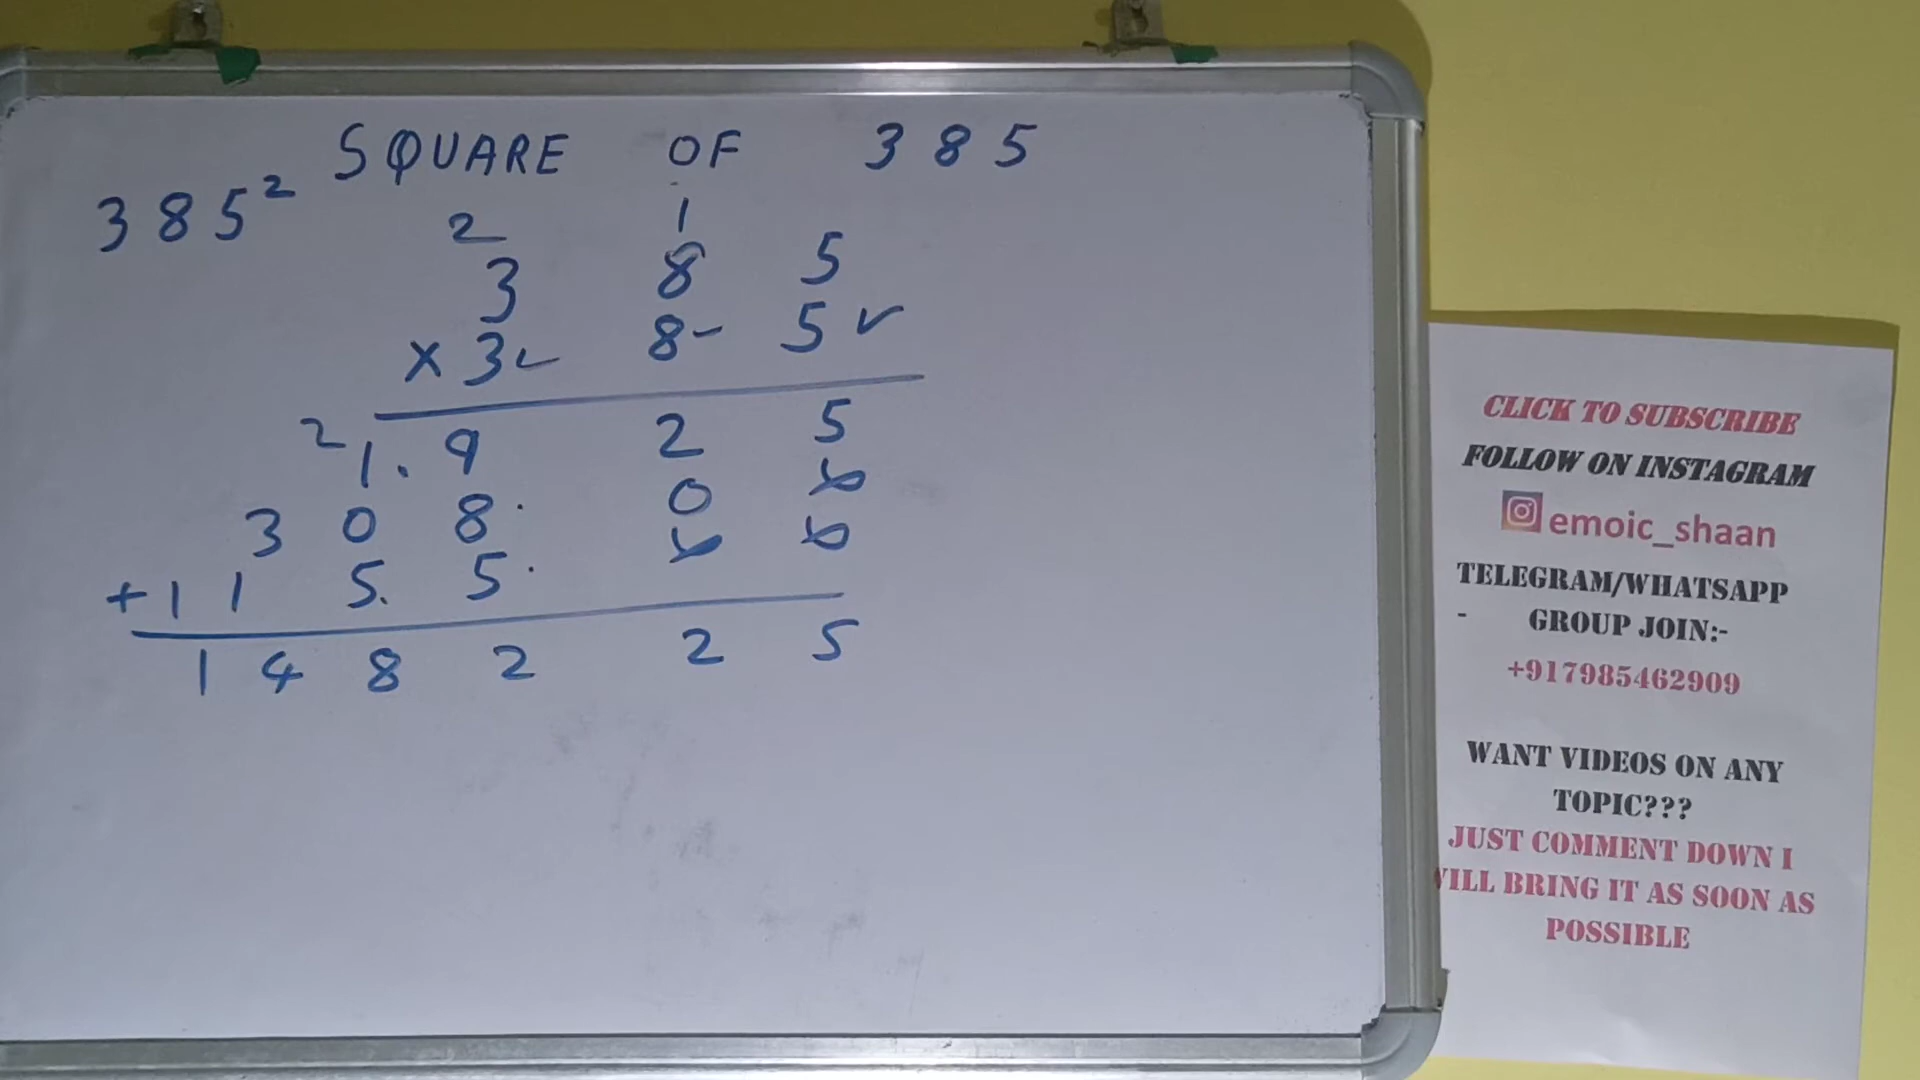 SQUARE OF 385
385²
2 1
3 8 5
× 3 8 5
2 1 . 9 2 5
3 0 8 . 0 x
+ 1 1 5 . 5 . x x
1 4 8 2 2 5
CLICK TO SUBSCRIBE
FOLLOW ON INSTAGRAM
emoic_shaan
TELEGRAM/WHATSAPP
- GROUP JOIN:-
+917985462909
WANT VIDEOS ON ANY
TOPIC???
JUST COMMENT DOWN I
WILL BRING IT AS SOON AS
POSSIBLE